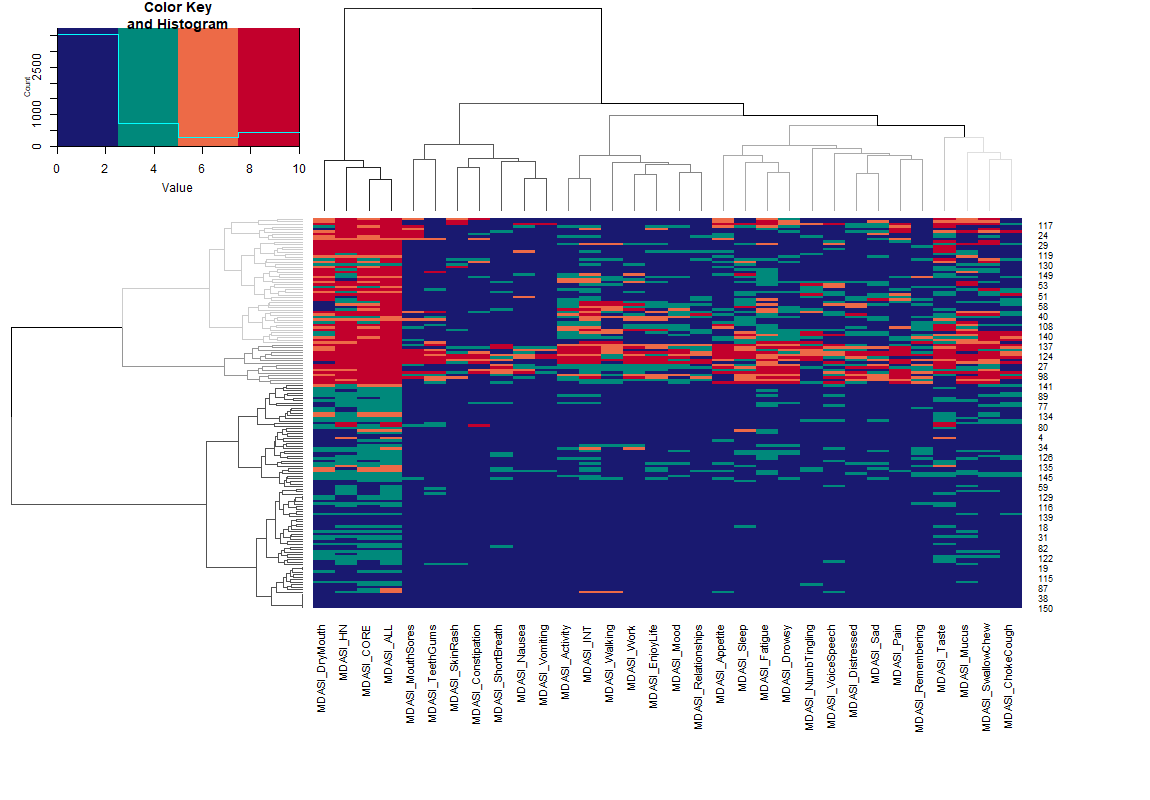 Color Key
and Histogram
Count
0 1000 2500
0 2 4 6 8 10
Value
117
24
29
119
130
149
53
51
58
40
108
140
137
124
27
98
141
89
77
134
80
4
34
126
135
145
59
129
116
139
18
31
82
122
19
115
87
38
150
MDASI_DryMouth
MDASI_HN
MDASI_CORE
MDASI_ALL
MDASI_MouthSores
MDASI_TeethGums
MDASI_SkinRash
MDASI_Constipation
MDASI_ShortBreath
MDASI_Nausea
MDASI_Vomiting
MDASI_Activity
MDASI_INT
MDASI_Walking
MDASI_Work
MDASI_EnjoyLife
MDASI_Mood
MDASI_Relationships
MDASI_Appetite
MDASI_Sleep
MDASI_Fatigue
MDASI_Drowsy
MDASI_NumbTingling
MDASI_VoiceSpeech
MDASI_Distressed
MDASI_Sad
MDASI_Pain
MDASI_Remembering
MDASI_Taste
MDASI_Mucus
MDASI_SwallowChew
MDASI_ChokeCough